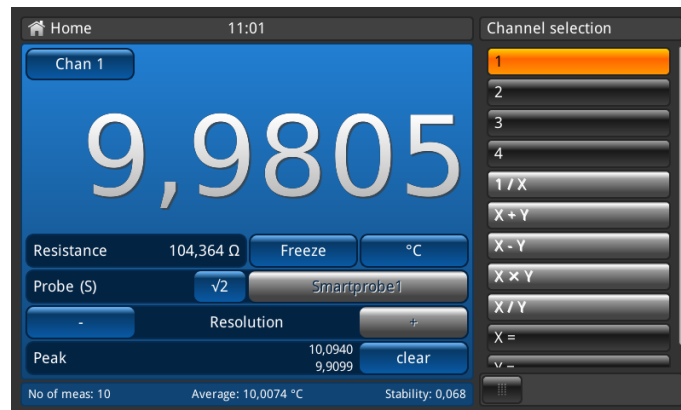 Home 11:01
Chan 1
9,9805
Resistance 104,364 Ω Freeze °C
Probe (S) √2 Smartprobe1
- Resolution +
Peak 10,0940
9,9099 clear
No of meas: 10 Average: 10,0074 °C Stability: 0,068
Channel selection
1
2
3
4
1 / X
X + Y
X - Y
X × Y
X / Y
X =